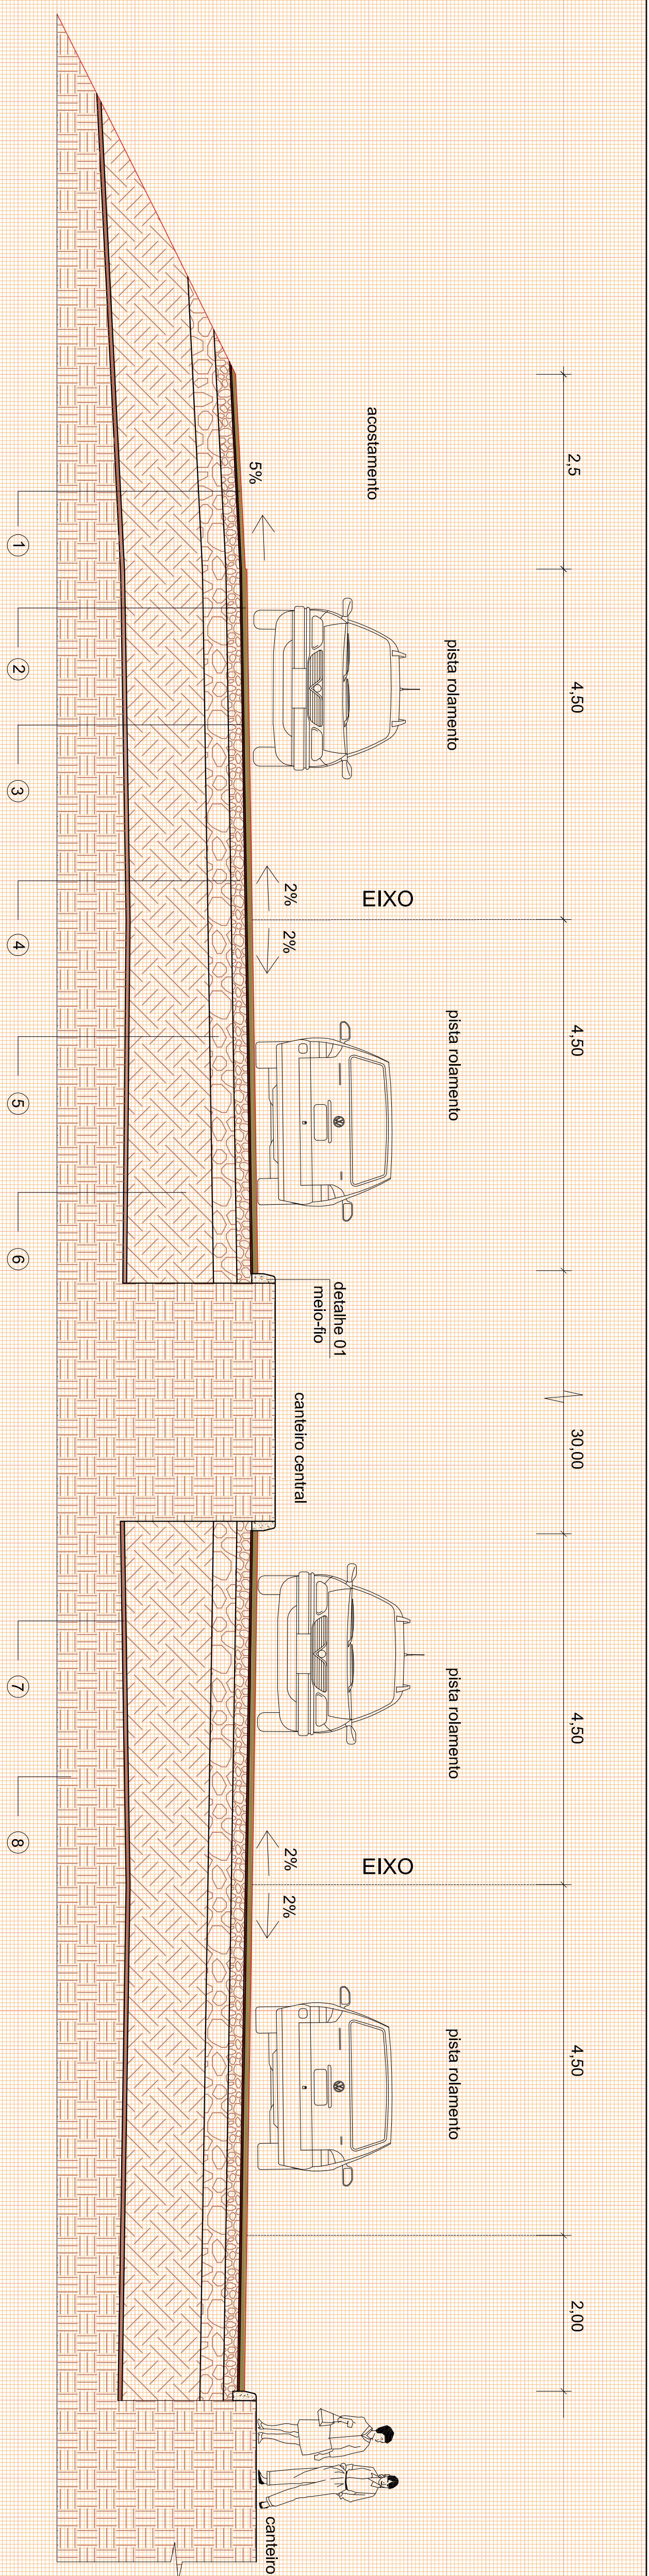 2,5
4,50
4,50
30,00
4,50
4,50
2,00
acostamento
pista rolamento
EIXO
pista rolamento
pista rolamento
EIXO
pista rolamento
5%
2%
2%
detalhe 01
meio-fio
canteiro central
2%
2%
canteiro
1
2
3
4
5
6
7
8